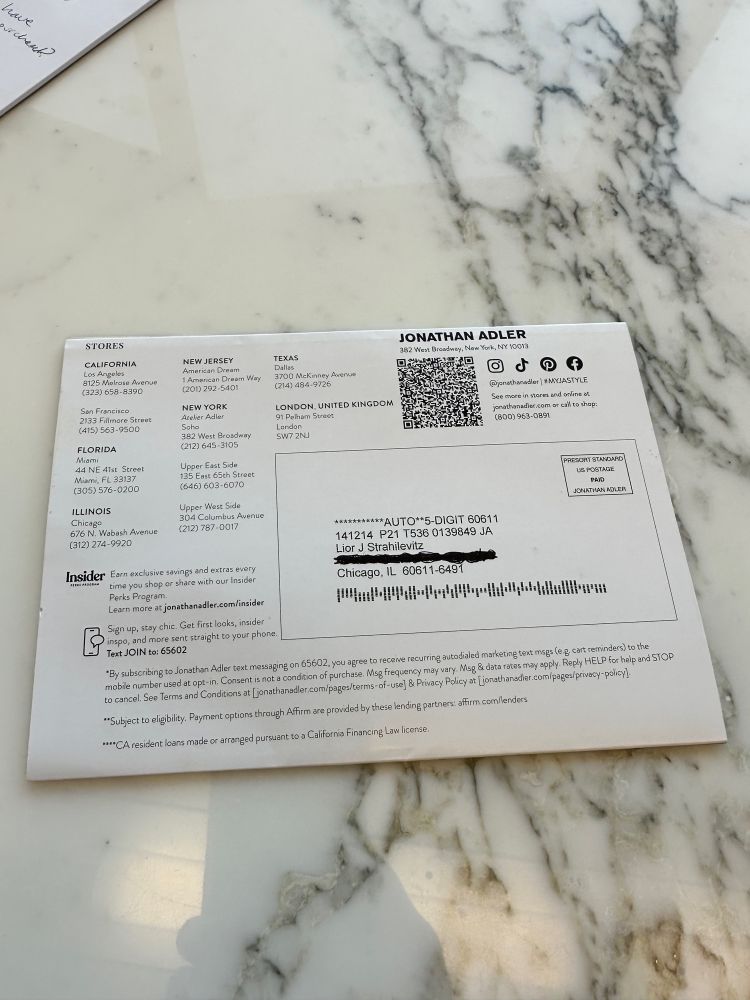 have
STORES
CALIFORNIA
Los Angeles
8125 Melrose Avenue
(323) 658-8390
San Francisco
2133 Fillmore Street
(415) 563-9500
FLORIDA
Miami
44 NE 41st Street
Miami, FL 33137
(305) 576-0200
ILLINOIS
Chicago
676 N. Wabash Avenue
(312) 274-9920
NEW JERSEY
American Dream
1 American Dream Way
(201) 292-5401
NEW YORK
Atelier Adler
Soho
382 West Broadway
(212) 645-3105
Upper East Side
135 East 65th Street
(646) 603-6070
Upper West Side
304 Columbus Avenue
(212) 787-0017
TEXAS
Dallas
3700 McKinney Avenue
(214) 484-9726
LONDON, UNITED KINGDOM
91 Pelham Street
London
SW7 2NJ
JONATHAN ADLER
382 West Broadway, New York, NY 10013
@jonathanadler | #MYJASTYLE
See more in stores and online at
jonathanadler.com or call to shop:
(800) 963-0891
PRESORT STANDARD
US POSTAGE
PAID
JONATHAN ADLER
***********AUTO**5-DIGIT 60611
141214 P21 T536 0139849 JA
Lior J Strahilevitz
Chicago, IL 60611-6491
Insider
PERKS PROGRAM
Earn exclusive savings and extras every
time you shop or share with our Insider
Perks Program.
Learn more at jonathanadler.com/insider
Sign up, stay chic. Get first looks, insider
inspo, and more sent straight to your phone.
Text JOIN to: 65602
*By subscribing to Jonathan Adler text messaging on 65602, you agree to receive recurring autodialed marketing text msgs (e.g. cart reminders) to the
mobile number used at opt-in. Consent is not a condition of purchase. Msg frequency may vary. Msg & data rates may apply. Reply HELP for help and STOP
to cancel. See Terms and Conditions at [jonathanadler.com/pages/terms-of-use] & Privacy Policy at [jonathanadler.com/pages/privacy-policy].
**Subject to eligibility. Payment options through Affirm are provided by these lending partners: affirm.com/lenders
****CA resident loans made or arranged pursuant to a California Financing Law license.